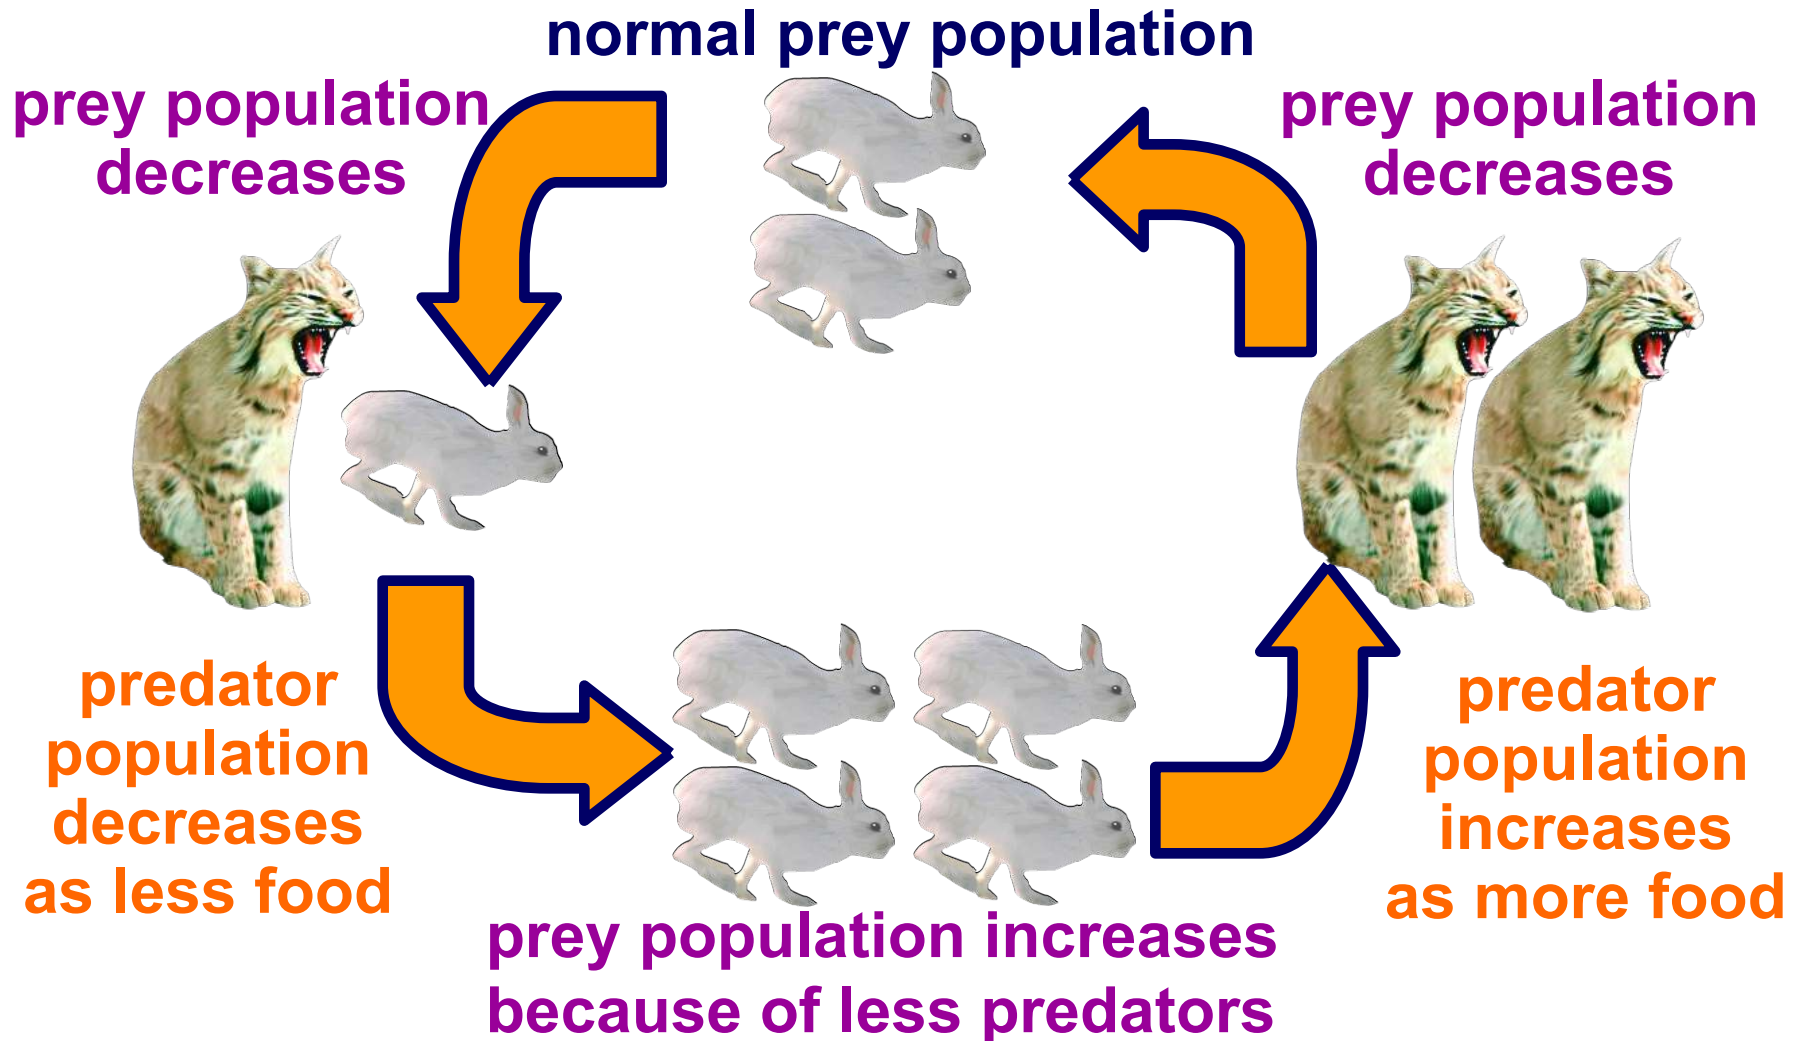 normal prey population
prey population
decreases
predator
population
decreases
as less food
prey population increases
because of less predators
predator
population
increases
as more food
prey population
decreases